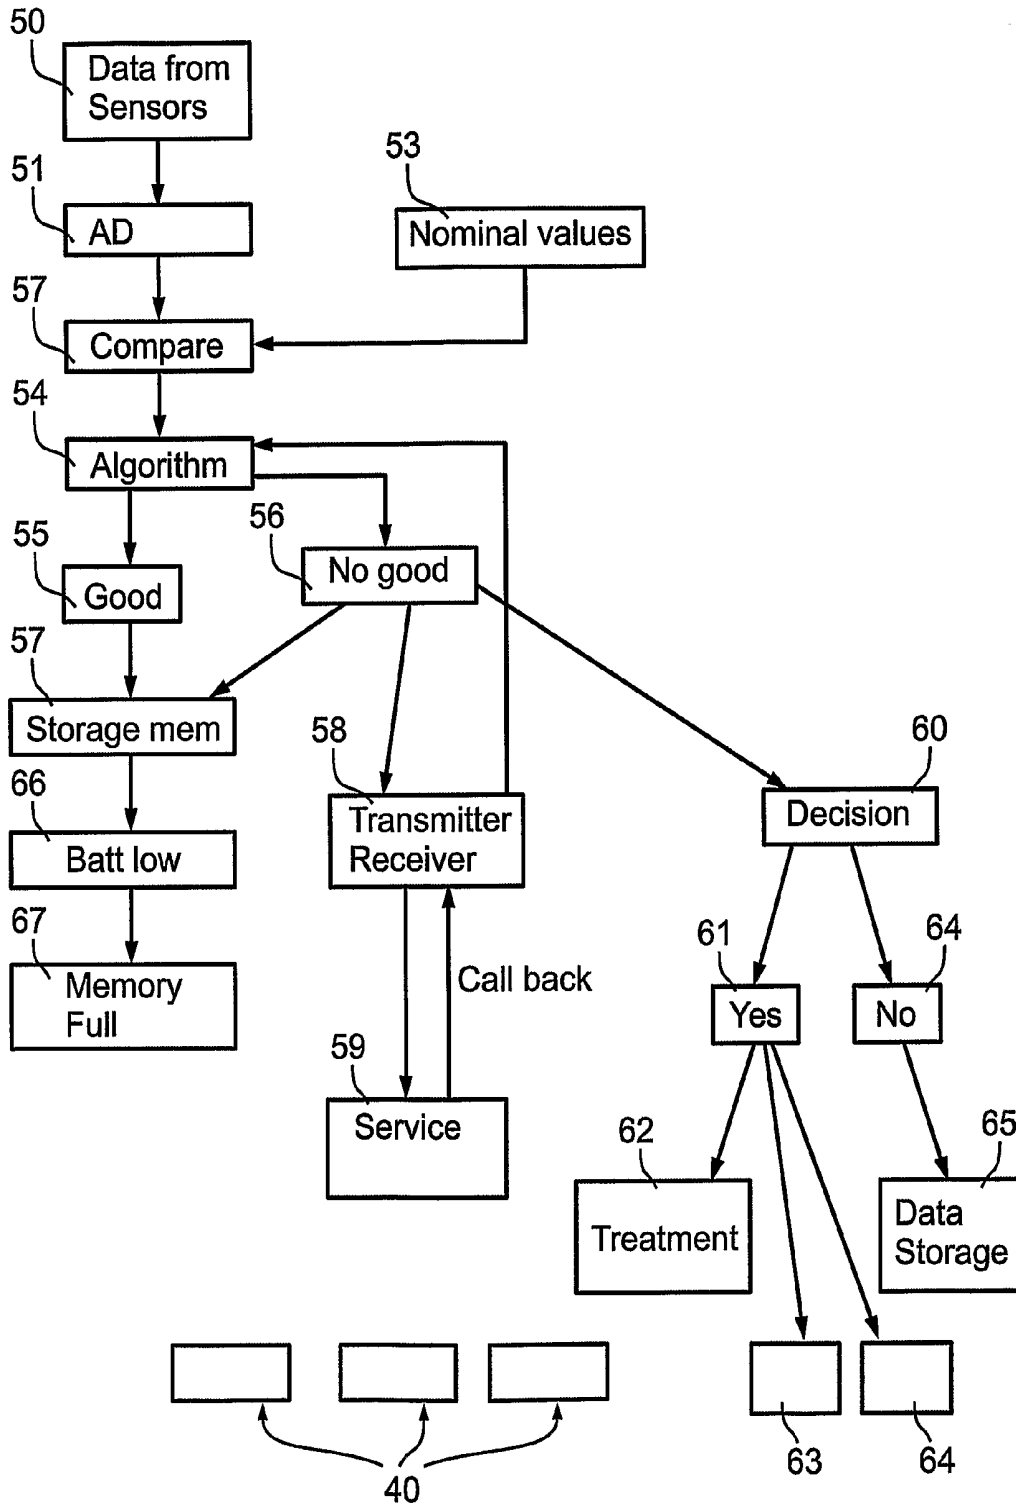 50
Data from
Sensors
51
AD
53
Nominal values
57
Compare
54
Algorithm
55
Good
56
No good
57
Storage mem
58
Transmitter
Receiver
60
Decision
66
Batt low
67
Memory
Full
Call back
59
Service
61
Yes
64
No
62
Treatment
65
Data
Storage
63
64
40